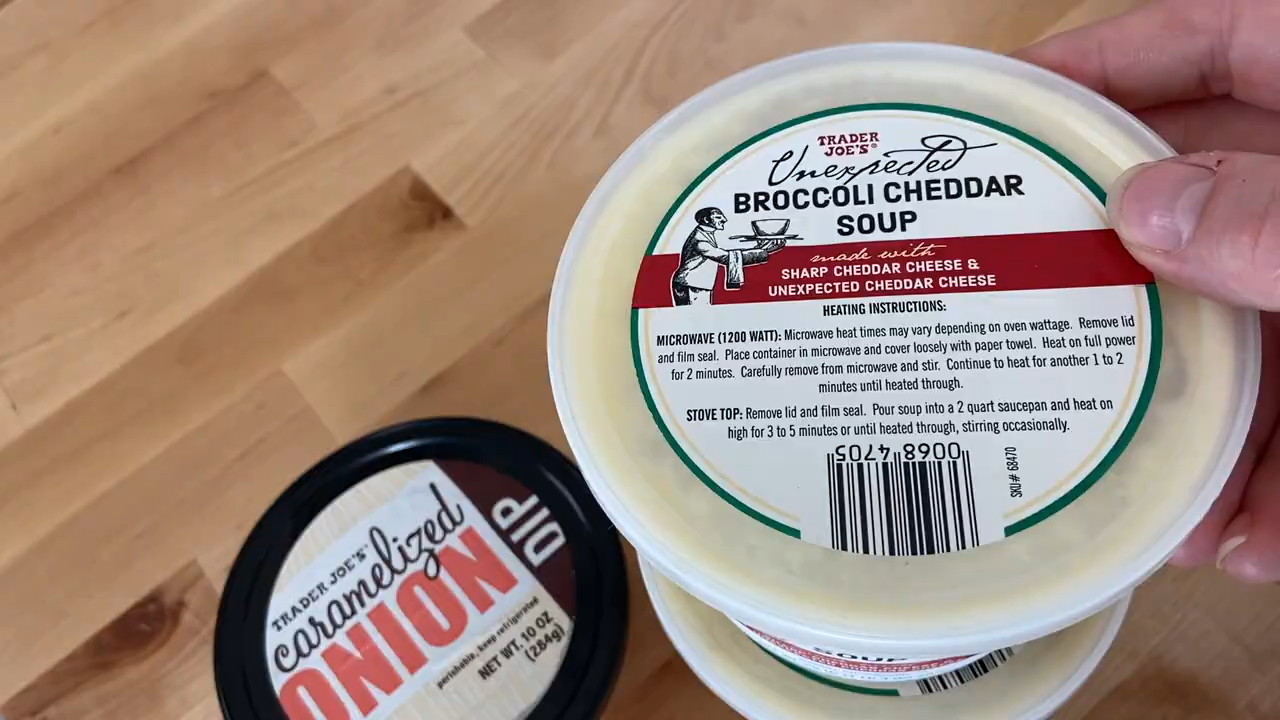 TRADER
JOE'S®
Unexpected
BROCCOLI CHEDDAR
SOUP
made with
SHARP CHEDDAR CHEESE &
UNEXPECTED CHEDDAR CHEESE
HEATING INSTRUCTIONS:
MICROWAVE (1200 WATT): Microwave heat times may vary depending on oven wattage. Remove lid
and film seal. Place container in microwave and cover loosely with paper towel. Heat on full power
for 2 minutes. Carefully remove from microwave and stir. Continue to heat for another 1 to 2
minutes until heated through.
STOVE TOP: Remove lid and film seal. Pour soup into a 2 quart saucepan and heat on
high for 3 to 5 minutes or until heated through, stirring occasionally.
0068 4705
SKU# 68470
TRADER JOE'S™
caramelized
ONION
DIP
perishable, keep refrigerated
NET WT. 10 OZ
(284g)
SOUP